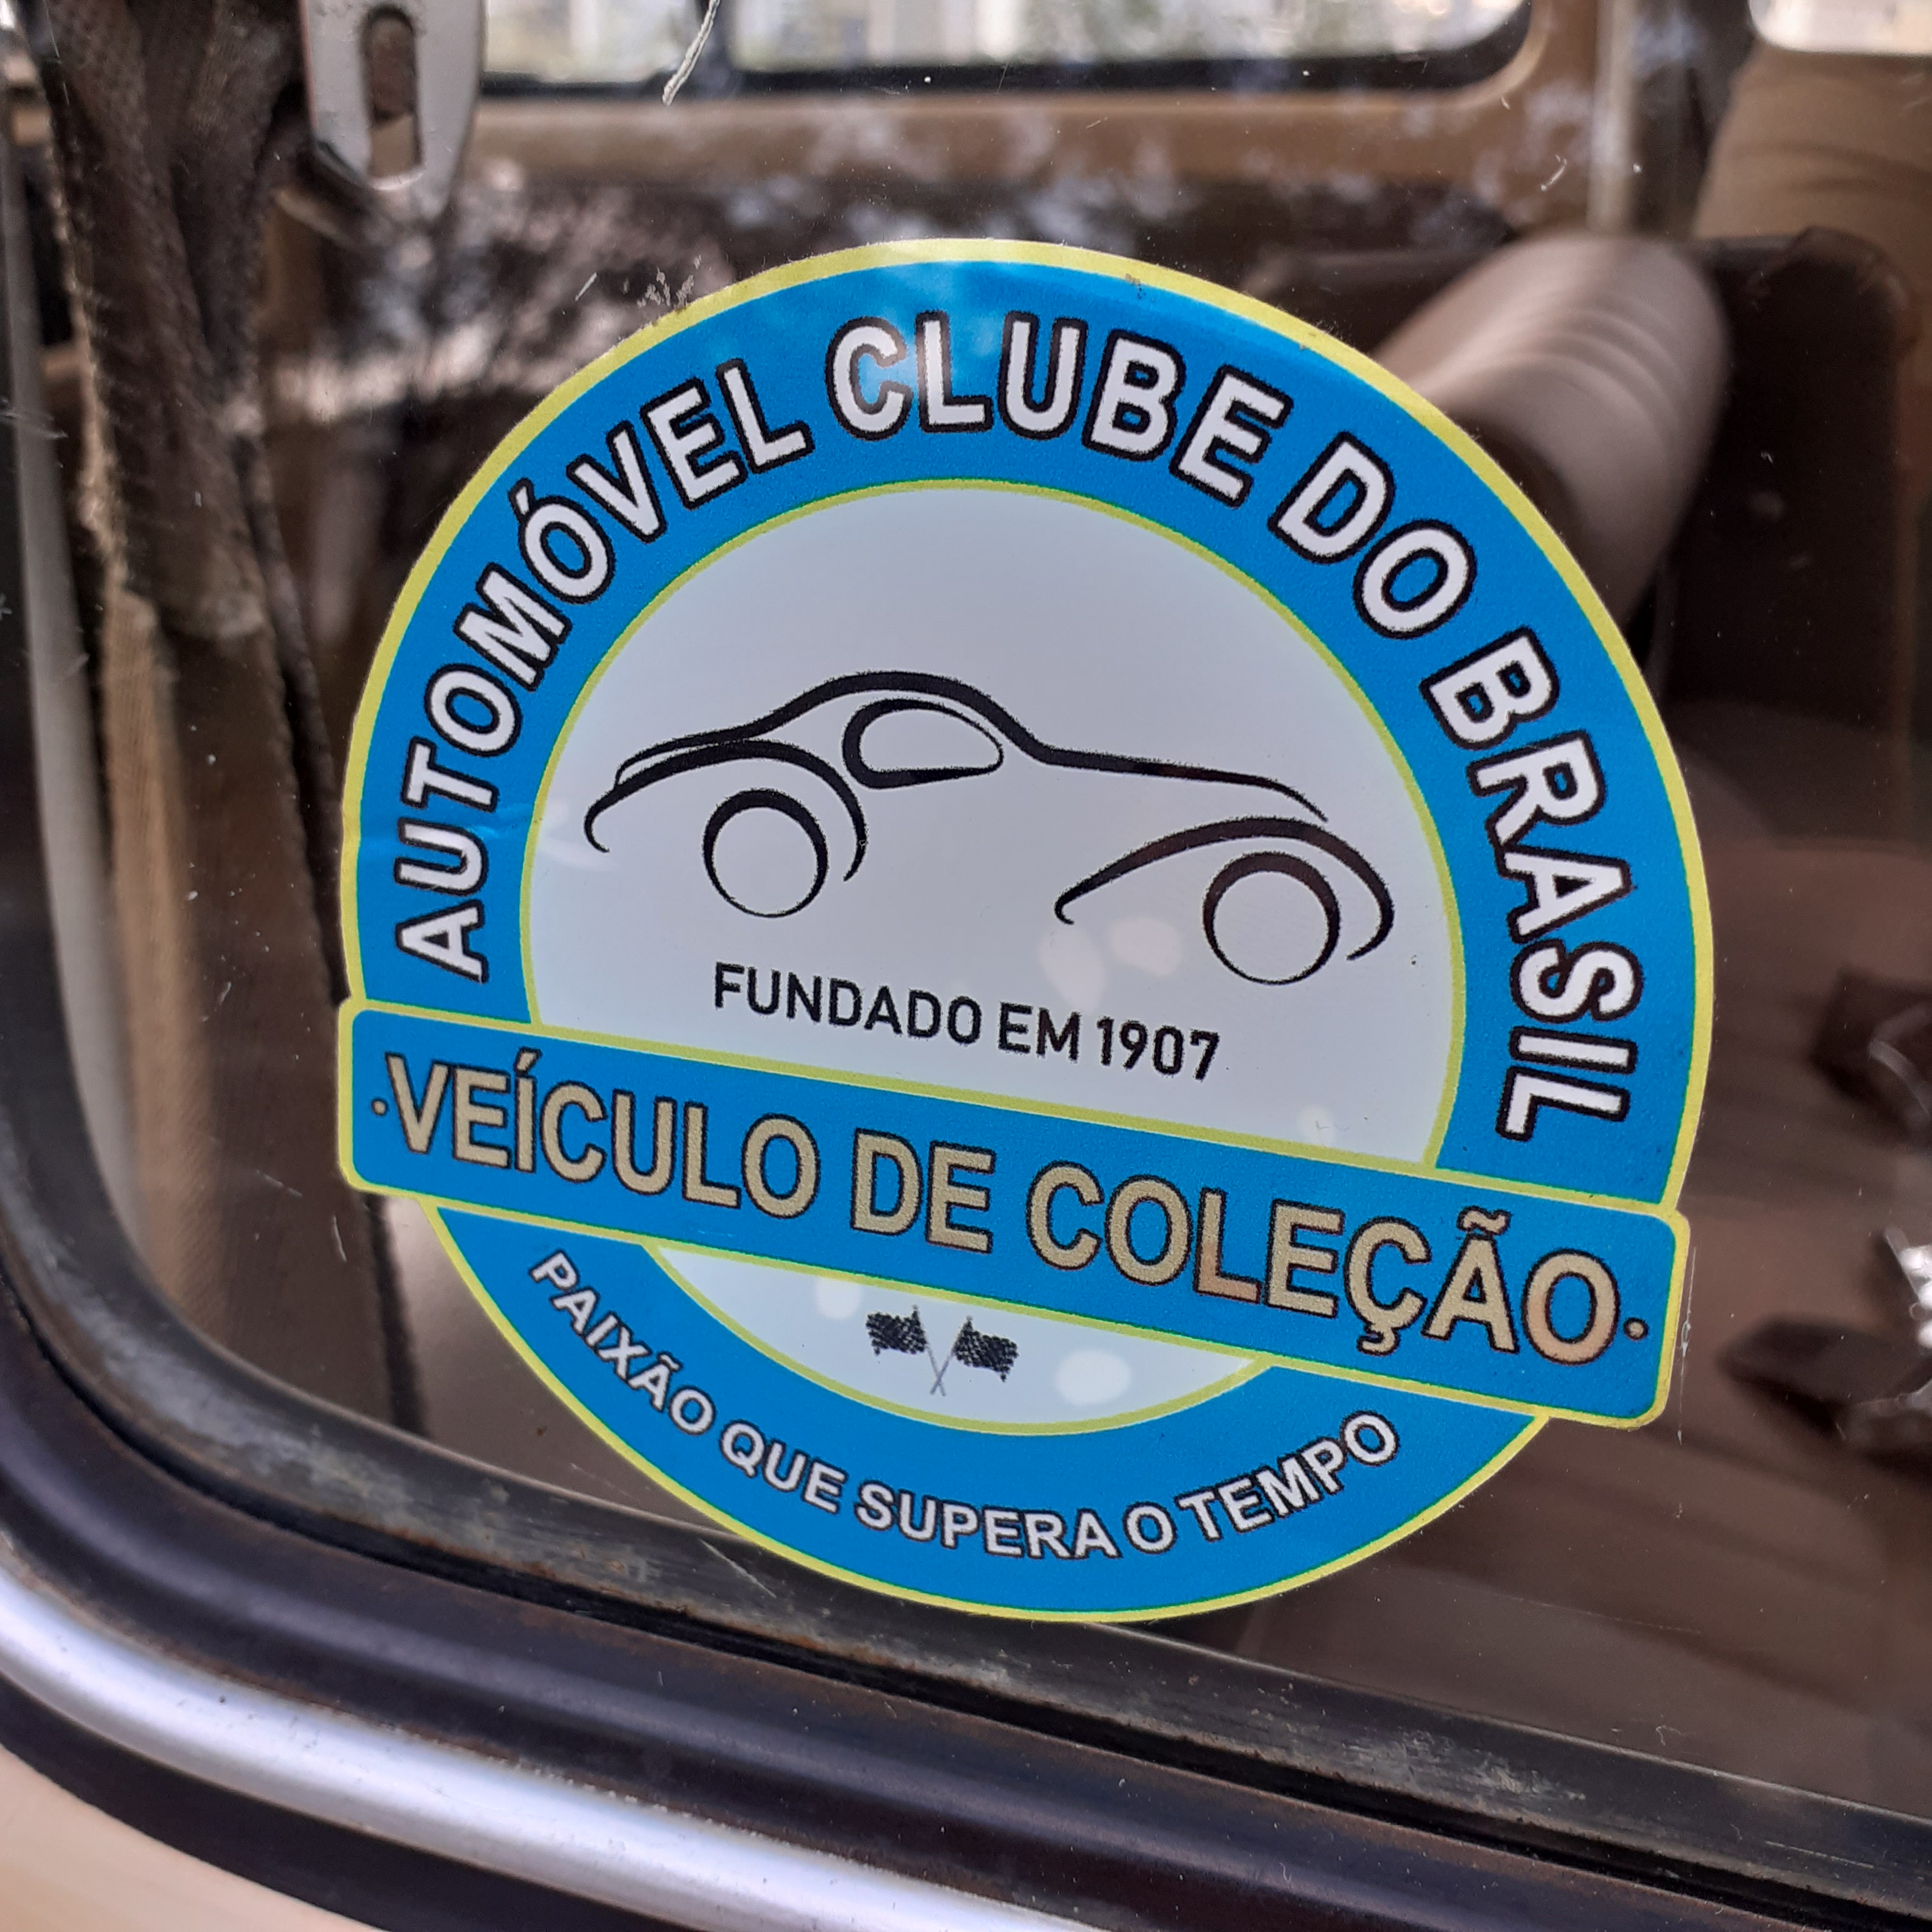 AUTOMÓVEL CLUBE DO BRASIL
FUNDADO EM 1907
·VEÍCULO DE COLEÇÃO·
PAIXÃO QUE SUPERA O TEMPO